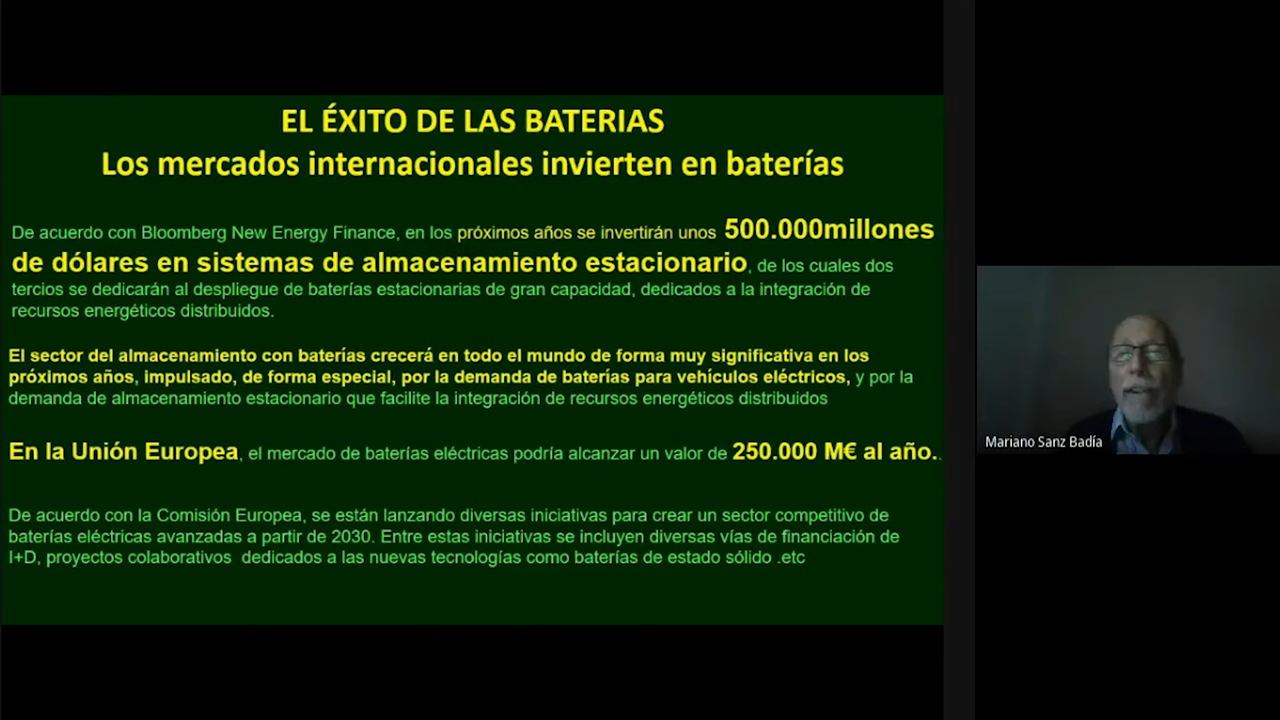 EL ÉXITO DE LAS BATERIAS
Los mercados internacionales invierten en baterías
De acuerdo con Bloomberg New Energy Finance, en los próximos años se invertirán unos 500.000millones
de dólares en sistemas de almacenamiento estacionario, de los cuales dos
tercios se dedicarán al despliegue de baterías estacionarias de gran capacidad, dedicados a la integración de
recursos energéticos distribuidos.
El sector del almacenamiento con baterías crecerá en todo el mundo de forma muy significativa en los
próximos años, impulsado, de forma especial, por la demanda de baterías para vehículos eléctricos, y por la
demanda de almacenamiento estacionario que facilite la integración de recursos energéticos distribuidos
En la Unión Europea, el mercado de baterías eléctricas podría alcanzar un valor de 250.000 M€ al año..
De acuerdo con la Comisión Europea, se están lanzando diversas iniciativas para crear un sector competitivo de
baterías eléctricas avanzadas a partir de 2030. Entre estas iniciativas se incluyen diversas vías de financiación de
I+D, proyectos colaborativos  dedicados a las nuevas tecnologías como baterías de estado sólido .etc
Mariano Sanz Badía